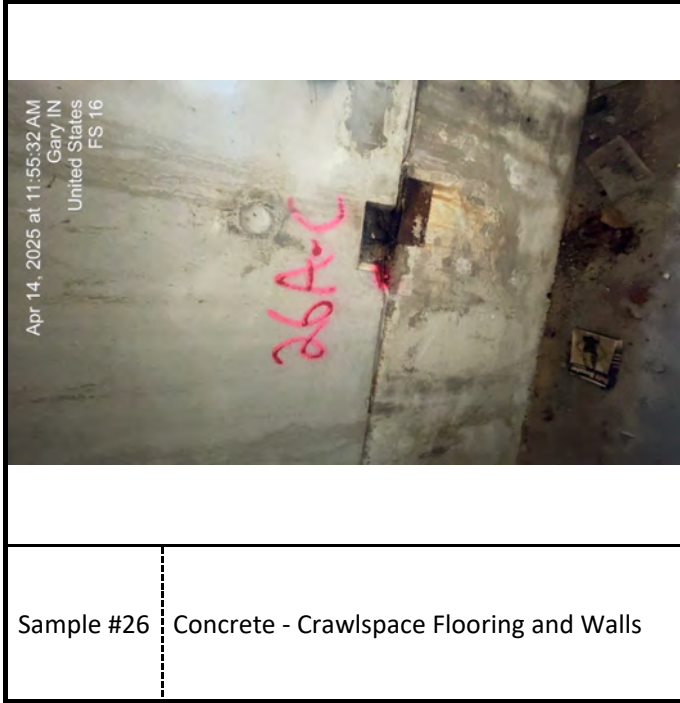 Apr 14, 2025 at 11:55:32 AM
Gary IN
United States
FS 16
26A-C
Sample #26
Concrete - Crawlspace Flooring and Walls